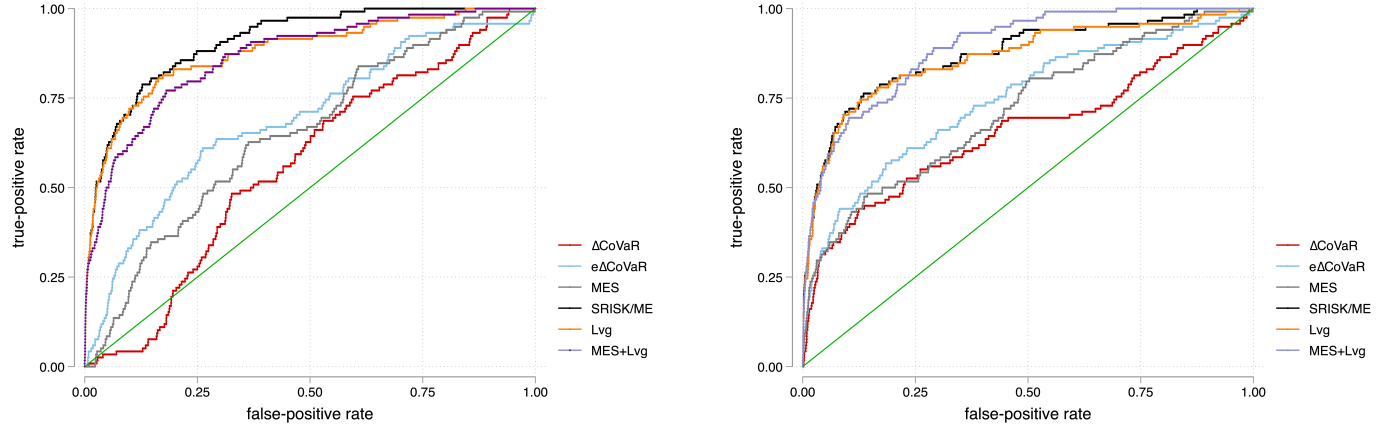 1.00
0.75
0.50
0.25
0.00
true-positive rate
0.00 0.25 0.50 0.75 1.00
false-positive rate
ΔCoVaR
eΔCoVaR
MES
SRISK/ME
Lvg
MES+Lvg
1.00
0.75
0.50
0.25
0.00
true-positive rate
0.00 0.25 0.50 0.75 1.00
false-positive rate
ΔCoVaR
eΔCoVaR
MES
SRISK/ME
Lvg
MES+Lvg